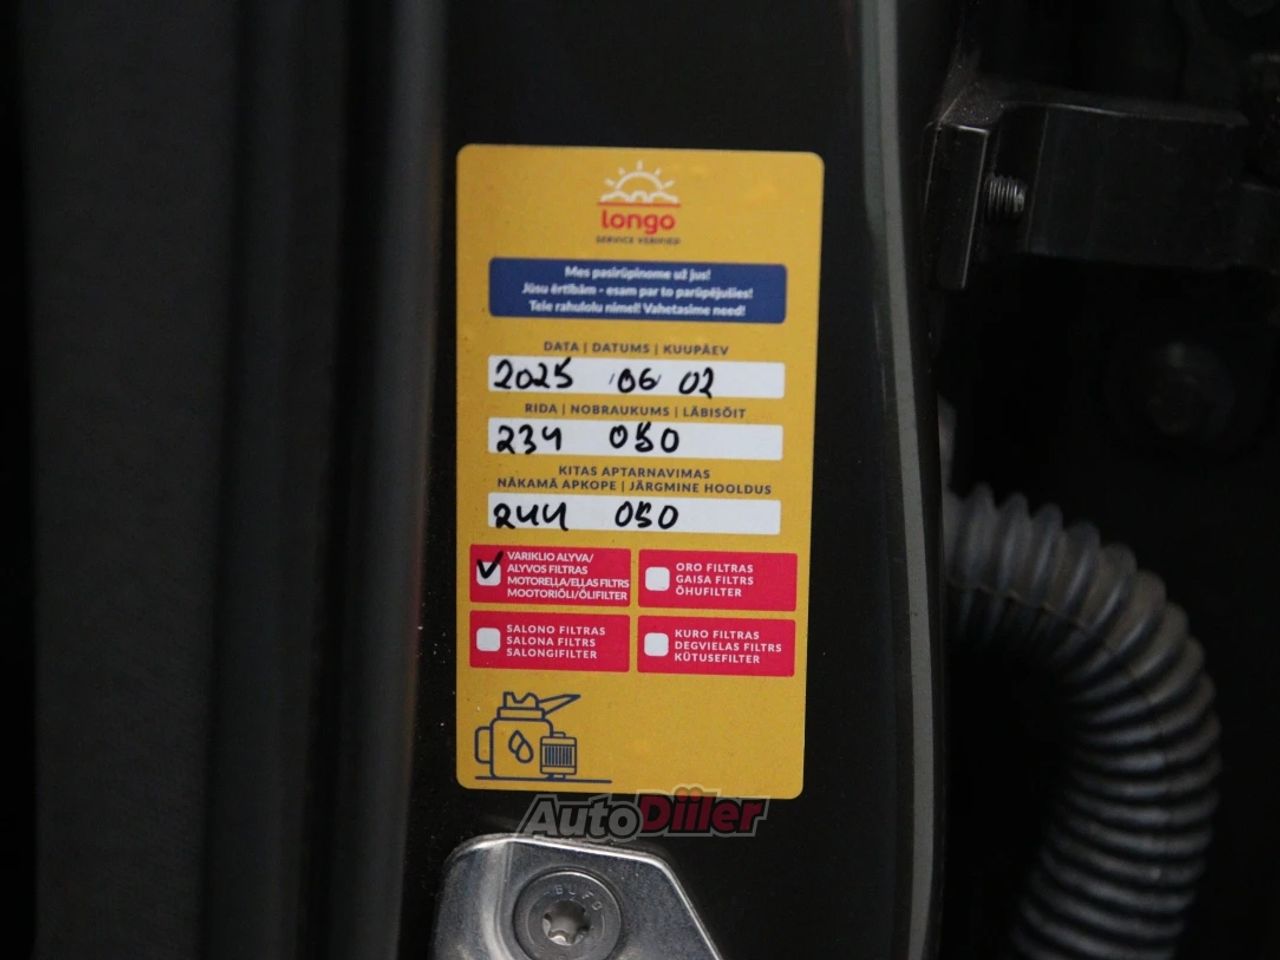 longo
SERVICE VERIFIED
Mes pasirūpinome už jus!
Jūsu ērtībām - esam par to parūpējušies!
Teie rahulolu nimel! Vahetasime need!
DATA | DATUMS | KUUPÄEV
2025 06 02
RIDA | NOBRAUKUMS | LÄBISÕIT
234 050
KITAS APTARNAVIMAS
NĀKAMĀ APKOPE | JÄRGMINE HOOLDUS
244 050
VARIKLIO ALYVA/
ALYVOS FILTRAS
MOTOREĻĻA/EĻĻAS FILTRS
MOOTORIÕLI/ÕLIFILTER
ORO FILTRAS
GAISA FILTRS
ÕHUFILTER
SALONO FILTRAS
SALONA FILTRS
SALONGIFILTER
KURO FILTRAS
DEGVIELAS FILTRS
KÜTUSEFILTER
AutoDiiler